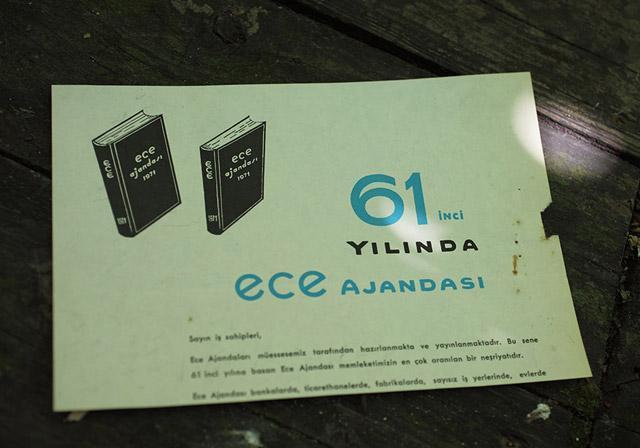 ece
ajandası
1971
ece
1971
ece
ajandası
1971
ece
61 inci
YILINDA
ece AJANDASI
Sayın iş sahipleri,
Ece Ajandaları müessesemiz tarafından hazırlanmakta ve yayınlanmaktadır. Bu sene
61 inci yılına basan Ece Ajandası memleketimizin en çok aranılan bir neşriyatıdır.
Ece Ajandası bankalarda, ticarethanelerde, fabrikalarda, sayısız iş yerlerinde, evlerde